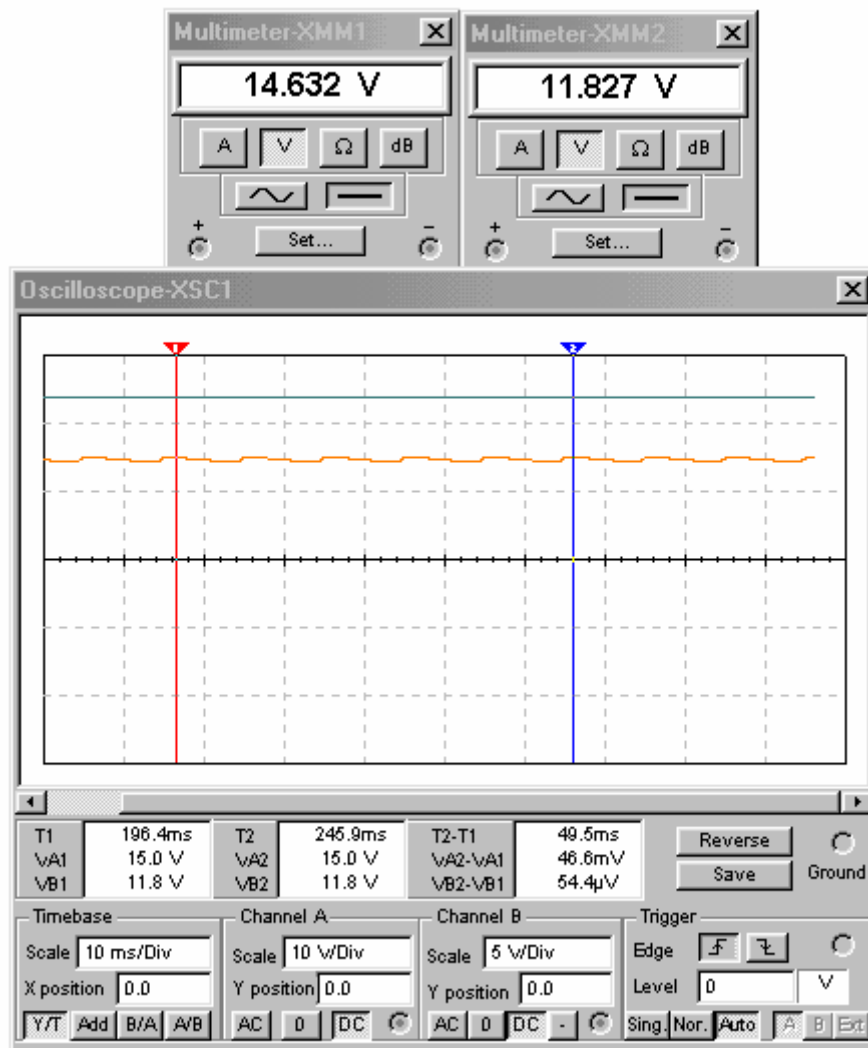 Multimeter-XMM1
14.632 V
A V Ω dB
+ Set... -
Multimeter-XMM2
11.827 V
A V Ω dB
+ Set... -
Oscilloscope-XSC1
1 2
T1 196.4ms T2 245.9ms T2-T1 49.5ms
VA1 15.0 V VA2 15.0 V VA2-VA1 46.6mV
VB1 11.8 V VB2 11.8 V VB2-VB1 54.4µV
Reverse
Save
Ground
Timebase
Scale 10 ms/Div
X position 0.0
Y/T Add B/A A/B
Channel A
Scale 10 V/Div
Y position 0.0
AC 0 DC
Channel B
Scale 5 V/Div
Y position 0.0
AC 0 DC -
Trigger
Edge
Level 0 V
Sing. Nor. Auto A B Ext